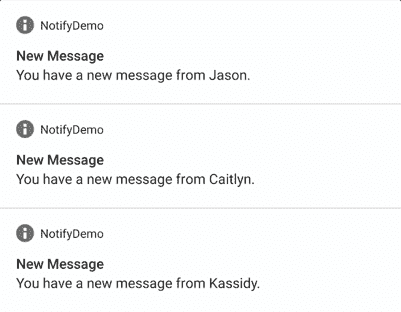 NotifyDemo
New Message
You have a new message from Jason.
NotifyDemo
New Message
You have a new message from Caitlyn.
NotifyDemo
New Message
You have a new message from Kassidy.